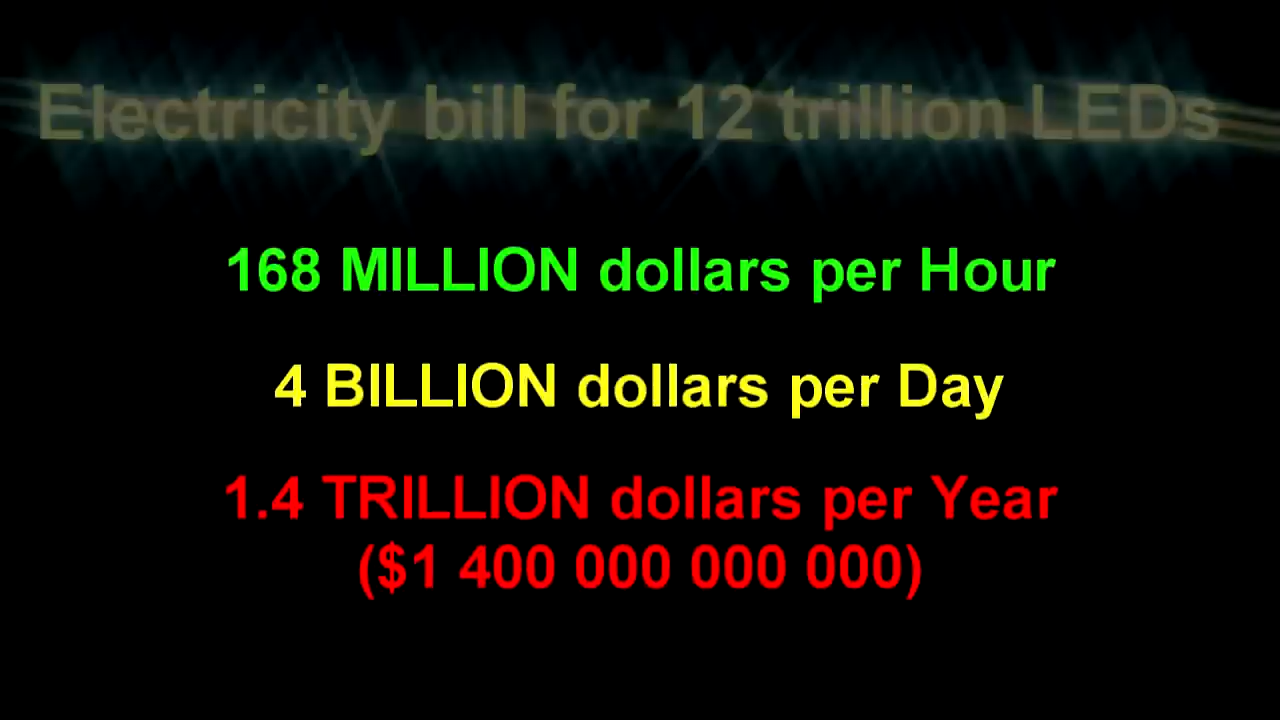 Electricity bill for 12 trillion LEDs
168 MILLION dollars per Hour
4 BILLION dollars per Day
1.4 TRILLION dollars per Year
($1 400 000 000 000)